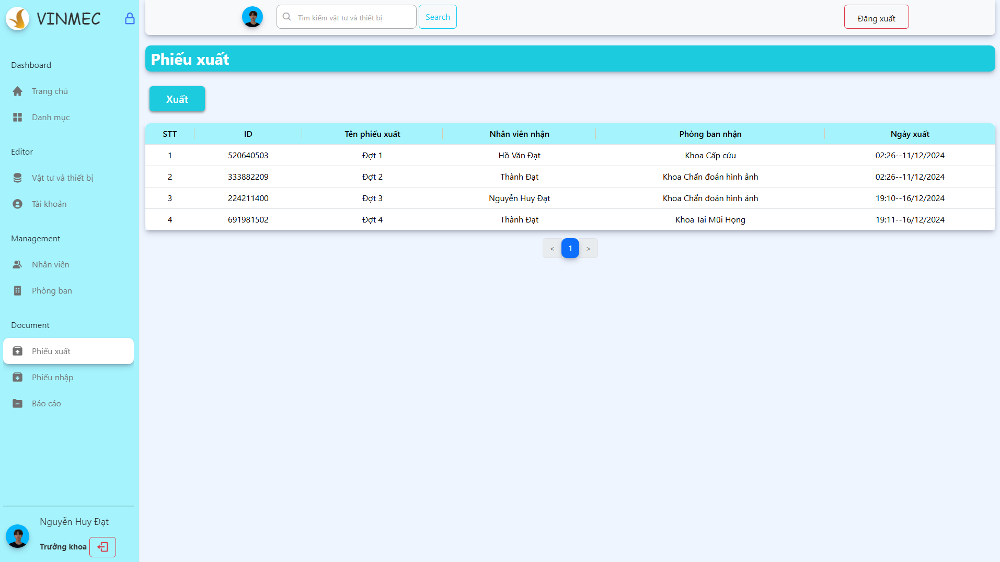 VINMEC
Dashboard
Trang chủ
Danh mục
Editor
Vật tư và thiết bị
Tài khoản
Management
Nhân viên
Phòng ban
Document
Phiếu xuất
Phiếu nhập
Báo cáo
Nguyễn Huy Đạt
Trưởng khoa
Tìm kiếm vật tư và thiết bị Search Đăng xuất
Phiếu xuất
Xuất
STT ID Tên phiếu xuất Nhân viên nhận Phòng ban nhận Ngày xuất
1 520640503 Đợt 1 Hồ Văn Đạt Khoa Cấp cứu 02:26--11/12/2024
2 333882209 Đợt 2 Thành Đạt Khoa Chẩn đoán hình ảnh 02:26--11/12/2024
3 224211400 Đợt 3 Nguyễn Huy Đạt Khoa Chẩn đoán hình ảnh 19:10--16/12/2024
4 691981502 Đợt 4 Thành Đạt Khoa Tai Mũi Họng 19:11--16/12/2024
< 1 >